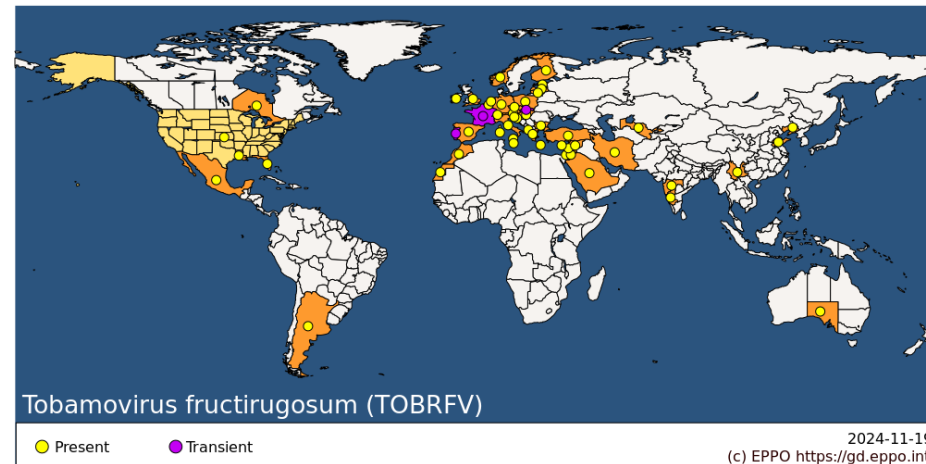 Tobamovirus fructirugosum (TOBRFV)
Present
Transient
2024-11-19
(c) EPPO https://gd.eppo.int